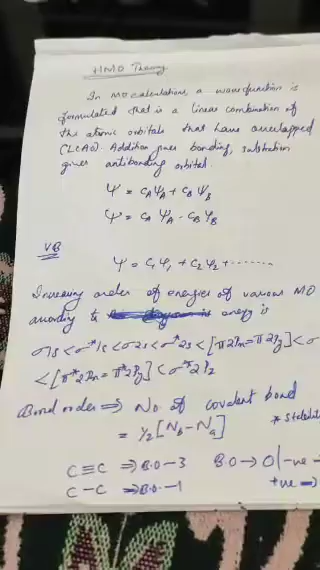 HMO Theory
In MO calculations a wavefunction is
formulated that is a linear combination of
the atomic orbitals that have overlapped
(LCAO). Addition gives bonding, subtration
gives antibonding orbital.
Ψ = CAΨA + CBΨB
Ψ = CAΨA - CBΨB
VB
Ψ = C1Ψ1 + C2Ψ2 + .......
Increasing order of energies of various MO
according to energy is
σ1s < σ*1s < σ2s < σ*2s < [π2Px = π2Py] < σ
< [π*2Px = π*2Py] < σ*2Pz
Bond order ⇒ No. of covalent bond
= 1/2 [Nb - Na]
C≡C ⇒ B.O-3 B.O → 0/-ve -
C-C ⇒ B.O-1 +ve ⇒